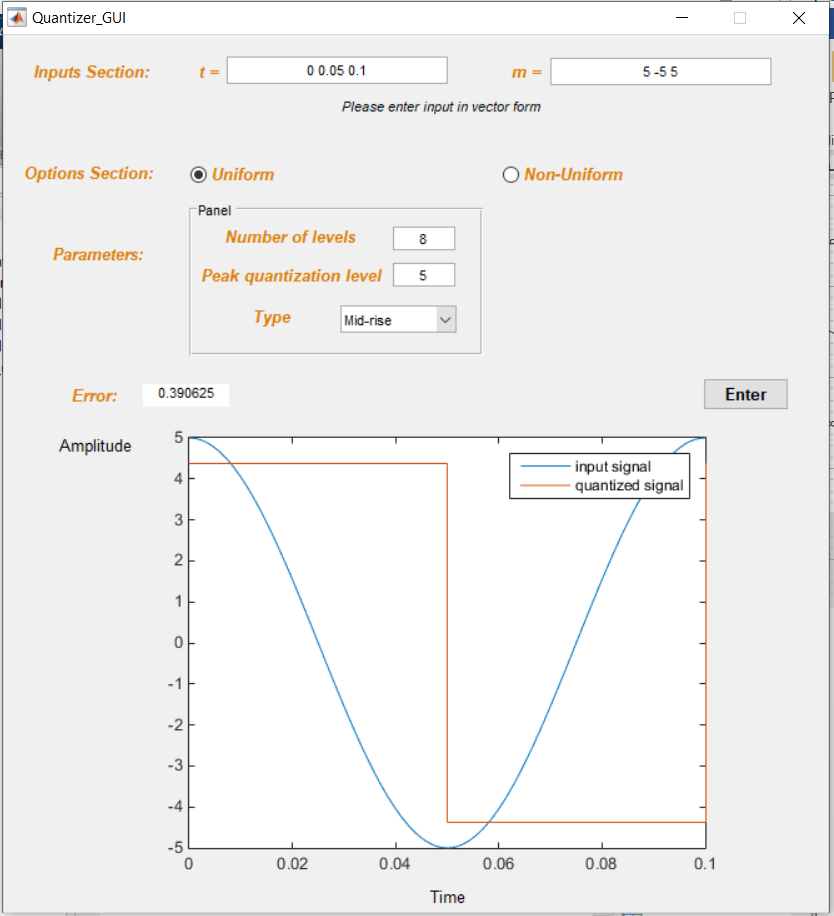 Quantizer_GUI
Inputs Section: t = 0 0.05 0.1 m = 5 -5 5
Please enter input in vector form
Options Section: Uniform Non-Uniform
Panel
Number of levels 8
Parameters:
Peak quantization level 5
Type Mid-rise
Error: 0.390625 Enter
Amplitude
5
4
3
2
1
0
-1
-2
-3
-4
-5
input signal
quantized signal
0 0.02 0.04 0.06 0.08 0.1
Time